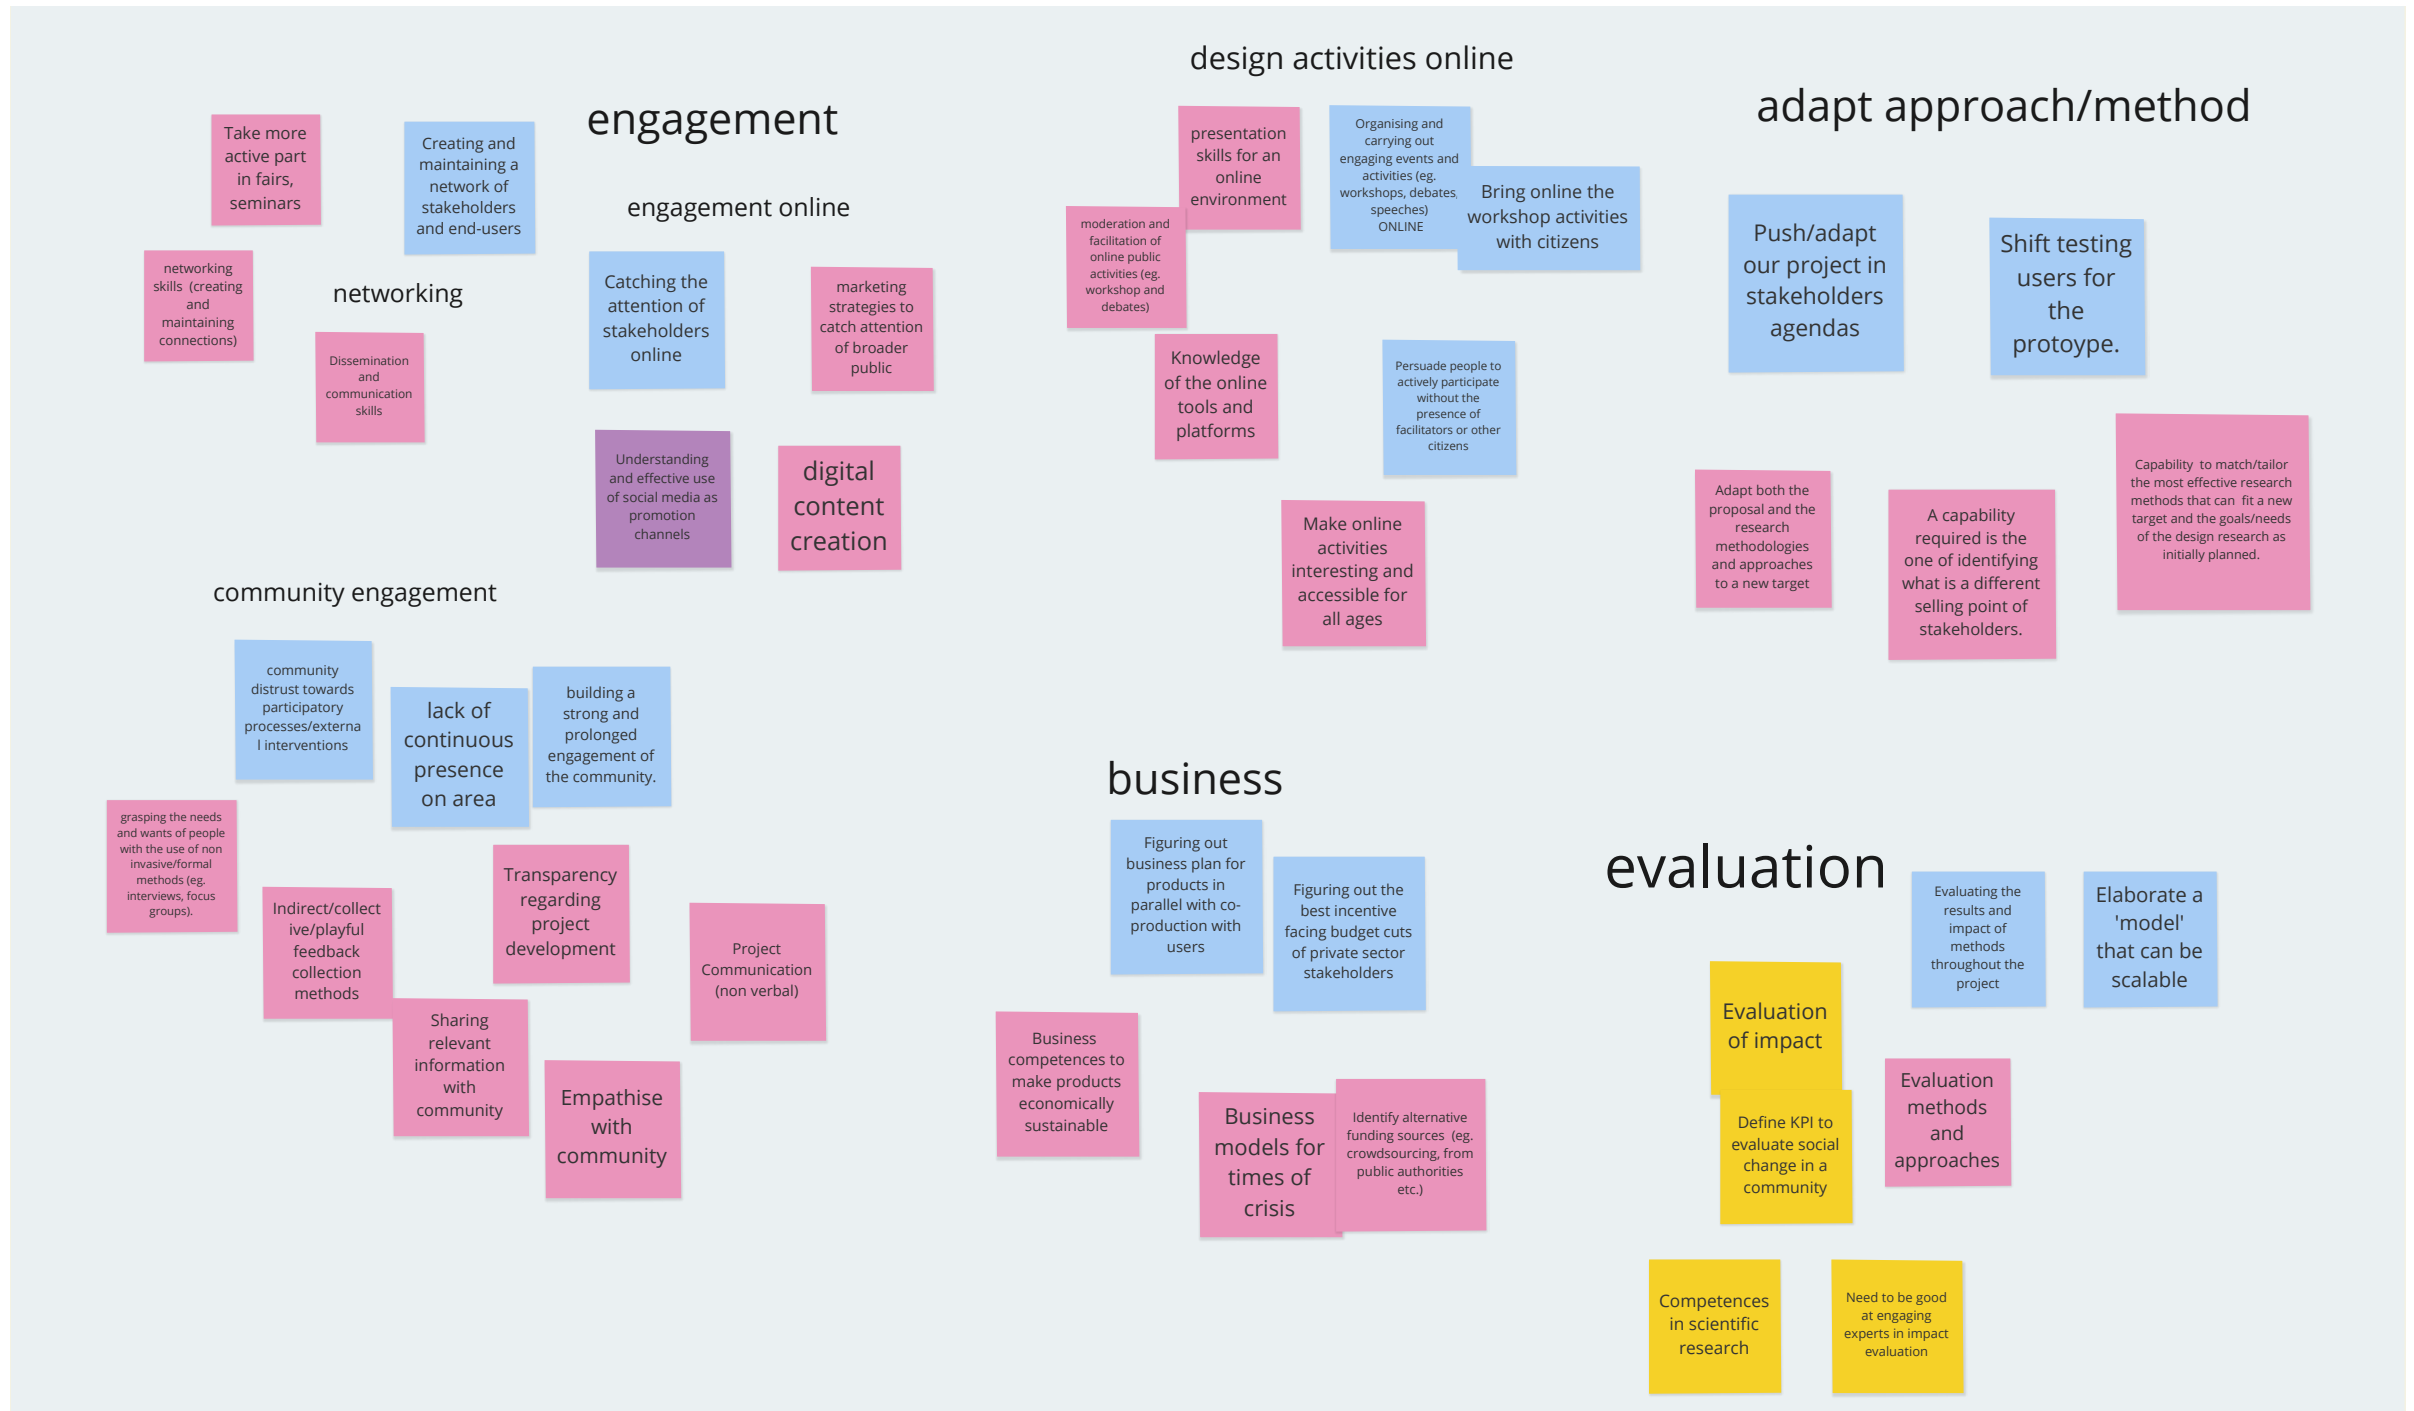 engagement
Take more
active part
in fairs,
seminars
Creating and
maintaining a
network of
stakeholders
and end-users
networking
skills (creating
and
maintaining
connections)
networking
Dissemination
and
communication
skills
engagement online
Catching the
attention of
stakeholders
online
marketing
strategies to
catch attention
of broader
public
Understanding
and effective use
of social media as
promotion
channels
digital
content
creation
community engagement
community
distrust towards
participatory
processes/externa
l interventions
lack of
continuous
presence
on area
building a
strong and
prolonged
engagement of
the community.
grasping the needs
and wants of people
with the use of non
invasive/formal
methods (eg.
interviews, focus
groups).
Indirect/collect
ive/playful
feedback
collection
methods
Transparency
regarding
project
development
Project
Communication
(non verbal)
Sharing
relevant
information
with
community
Empathise
with
community
design activities online
presentation
skills for an
online
environment
Organising and
carrying out
engaging events and
activities (eg.
workshops, debates,
speeches)
ONLINE
Bring online the
workshop activities
with citizens
moderation and
facilitation of
online public
activities (eg.
workshop and
debates)
Knowledge
of the online
tools and
platforms
Persuade people to
actively participate
without the
presence of
facilitators or other
citizens
Make online
activities
interesting and
accessible for
all ages
adapt approach/method
Push/adapt
our project in
stakeholders
agendas
Shift testing
users for
the
protoype.
Adapt both the
proposal and the
research
methodologies
and approaches
to a new target
A capability
required is the
one of identifying
what is a different
selling point of
stakeholders.
Capability to match/tailor
the most effective research
methods that can fit a new
target and the goals/needs
of the design research as
initially planned.
business
Figuring out
business plan for
products in
parallel with co-
production with
users
Figuring out the
best incentive
facing budget cuts
of private sector
stakeholders
Business
competences to
make products
economically
sustainable
Business
models for
times of
crisis
Identify alternative
funding sources (eg.
crowdsourcing, from
public authorities
etc.)
evaluation
Evaluating the
results and
impact of
methods
throughout the
project
Elaborate a
'model'
that can be
scalable
Evaluation
of impact
Define KPI to
evaluate social
change in a
community
Evaluation
methods
and
approaches
Competences
in scientific
research
Need to be good
at engaging
experts in impact
evaluation